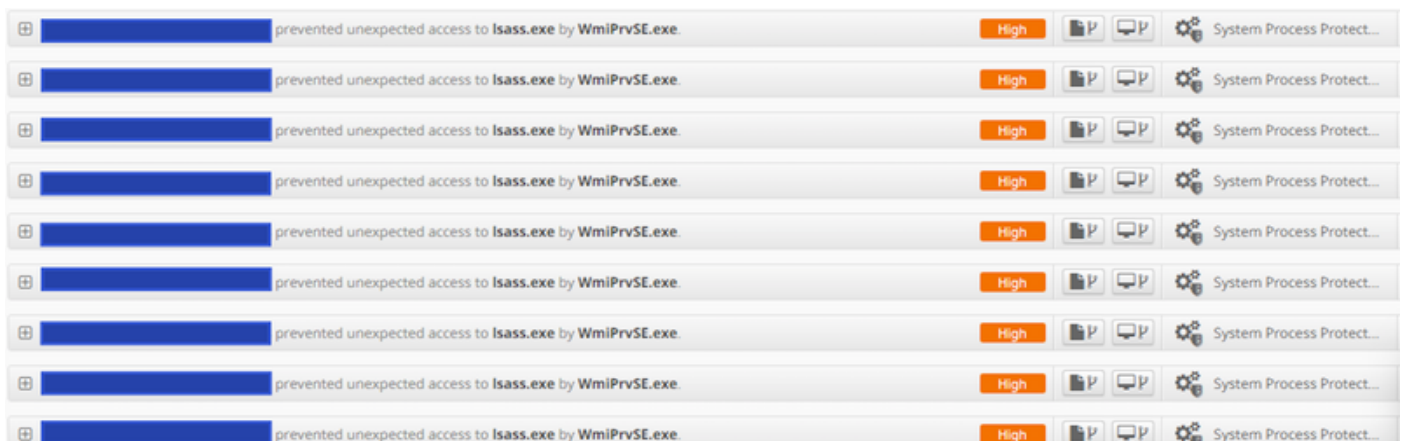 prevented unexpected access to lsass.exe by WmiPrvSE.exe. High System Process Protect...
prevented unexpected access to lsass.exe by WmiPrvSE.exe. High System Process Protect...
prevented unexpected access to lsass.exe by WmiPrvSE.exe. High System Process Protect...
prevented unexpected access to lsass.exe by WmiPrvSE.exe. High System Process Protect...
prevented unexpected access to lsass.exe by WmiPrvSE.exe. High System Process Protect...
prevented unexpected access to lsass.exe by WmiPrvSE.exe. High System Process Protect...
prevented unexpected access to lsass.exe by WmiPrvSE.exe. High System Process Protect...
prevented unexpected access to lsass.exe by WmiPrvSE.exe. High System Process Protect...
prevented unexpected access to lsass.exe by WmiPrvSE.exe. High System Process Protect...